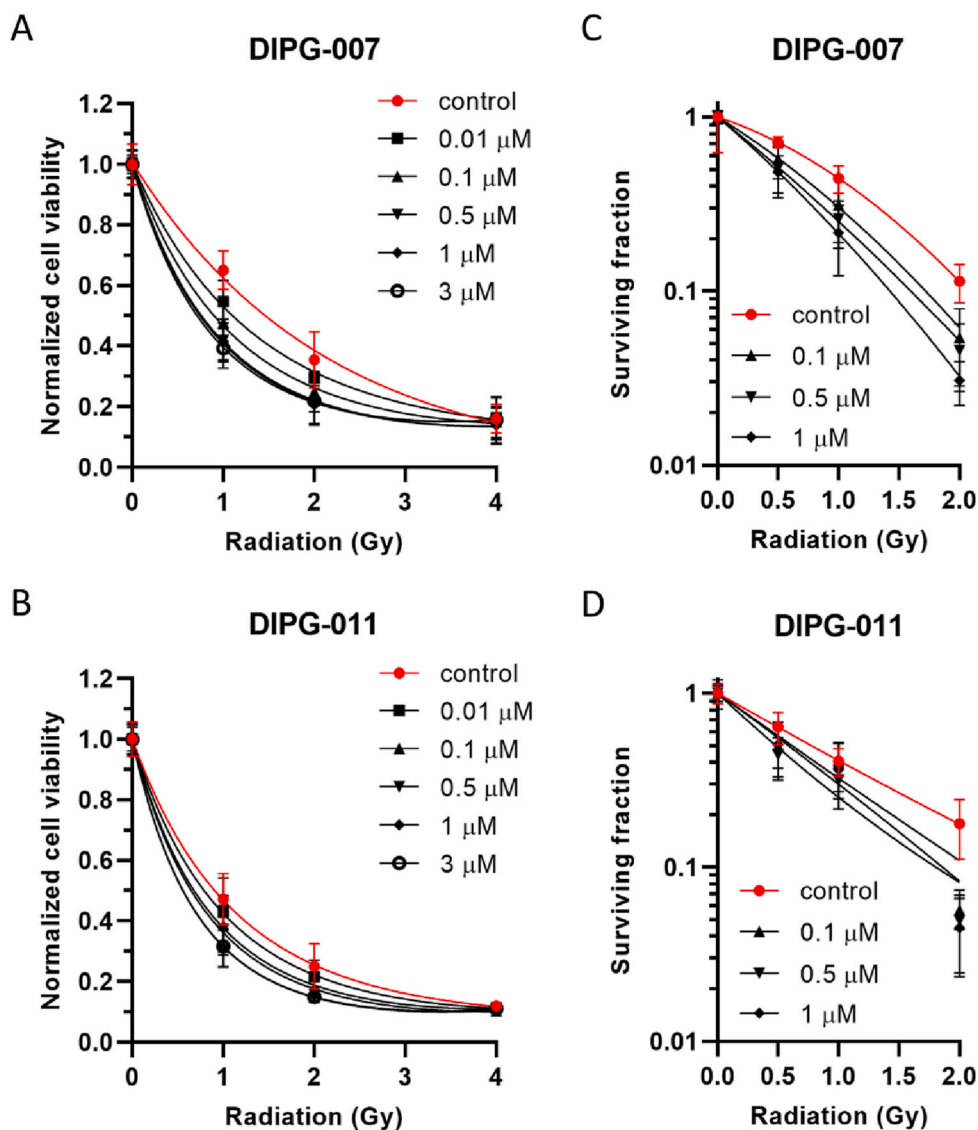 A
DIPG-007
Normalized cell viability
1.2
1.0
0.8
0.6
0.4
0.2
0.0
control
0.01 μM
0.1 μM
0.5 μM
1 μM
3 μM
0
1
2
3
4
Radiation (Gy)
C
DIPG-007
Surviving fraction
1
0.1
0.01
control
0.1 μM
0.5 μM
1 μM
0.0
0.5
1.0
1.5
2.0
Radiation (Gy)
B
DIPG-011
Normalized cell viability
1.2
1.0
0.8
0.6
0.4
0.2
0.0
control
0.01 μM
0.1 μM
0.5 μM
1 μM
3 μM
0
1
2
3
4
Radiation (Gy)
D
DIPG-011
Surviving fraction
1
0.1
0.01
control
0.1 μM
0.5 μM
1 μM
0.0
0.5
1.0
1.5
2.0
Radiation (Gy)